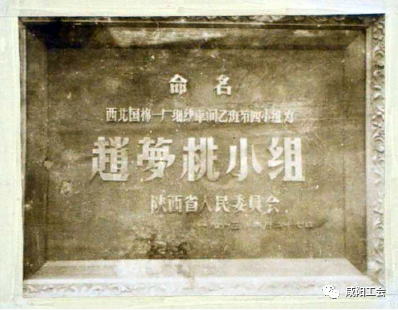 命名
西北国棉一厂细纱车间乙班第四小组为
趙夢桃小组
陕西省人民委員会
咸阳工会